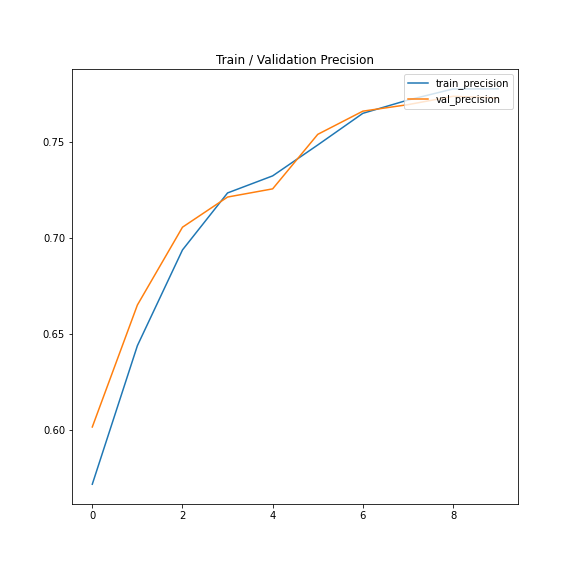 Train / Validation Precision
train_precision
val_precision
0.75
0.70
0.65
0.60
0 2 4 6 8